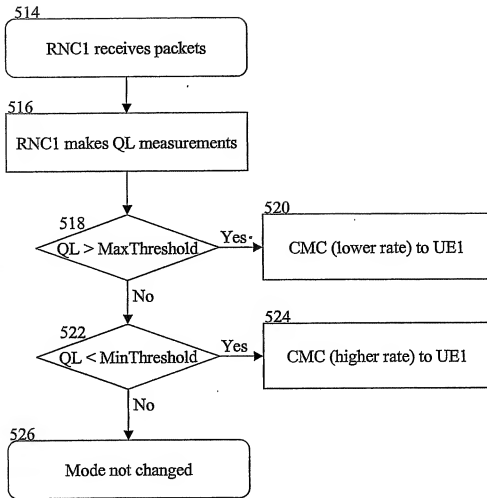 514
RNC1 receives packets
516
RNC1 makes QL measurements
518
QL > MaxThreshold
Yes
520
CMC (lower rate) to UE1
No
522
QL < MinThreshold
Yes
524
CMC (higher rate) to UE1
No
526
Mode not changed